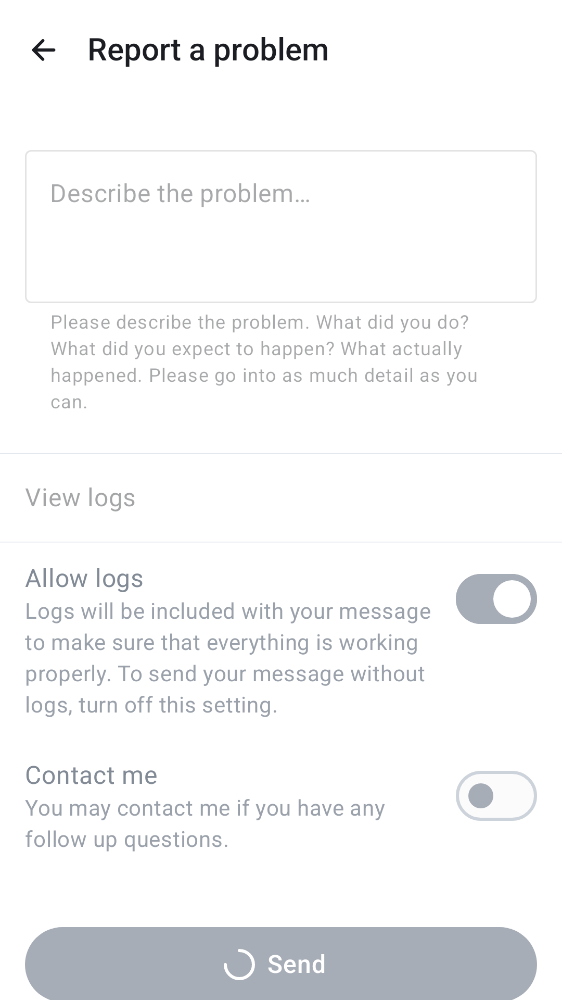 Report a problem
Describe the problem…
Please describe the problem. What did you do?
What did you expect to happen? What actually
happened. Please go into as much detail as you
can.
View logs
Allow logs
Logs will be included with your message
to make sure that everything is working
properly. To send your message without
logs, turn off this setting.
Contact me
You may contact me if you have any
follow up questions.
Send